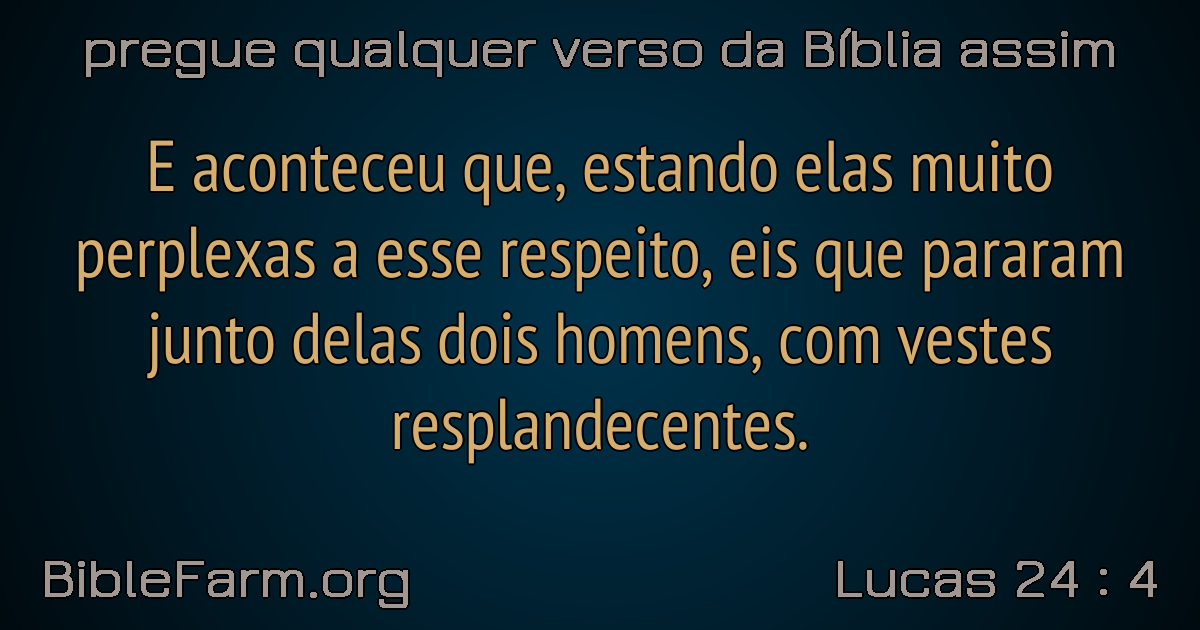 pregue qualquer verso da Bíblia assim
E aconteceu que, estando elas muito
perplexas a esse respeito, eis que pararam
junto delas dois homens, com vestes
resplandecentes.
BibleFarm.org
Lucas 24 : 4